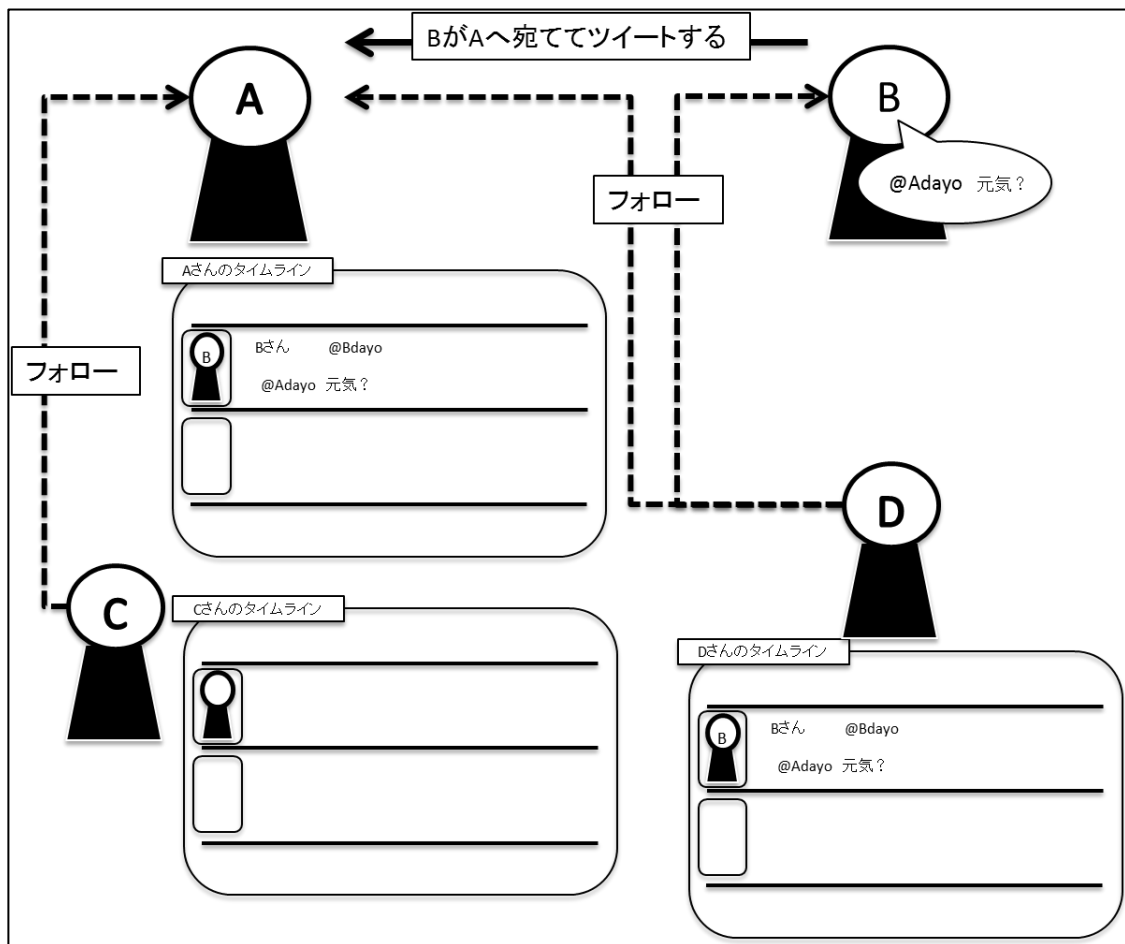 BがAへ宛ててツイートする
A
B
@Adayo 元気？
フォロー
Aさんのタイムライン
B
Bさん @Bdayo
@Adayo 元気？
フォロー
D
C
Cさんのタイムライン
Dさんのタイムライン
B
Bさん @Bdayo
@Adayo 元気？